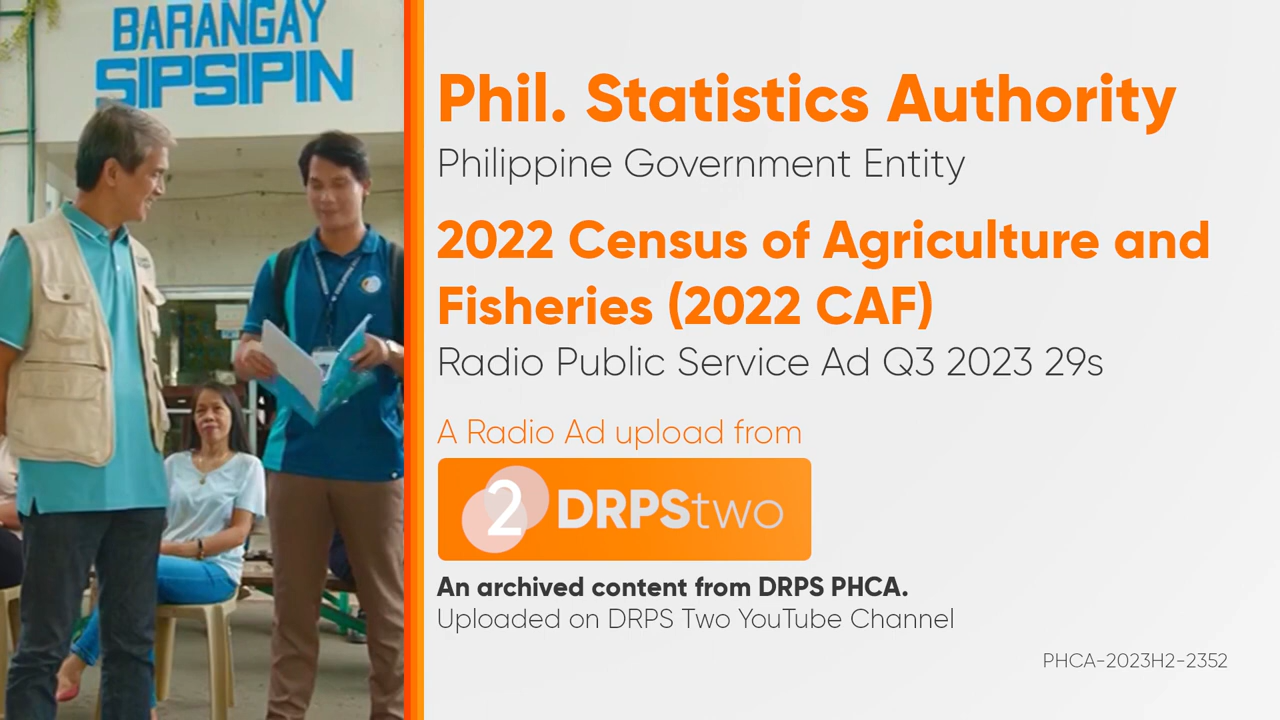 BARANGAY
SIPSIPIN
Phil. Statistics Authority
Philippine Government Entity
2022 Census of Agriculture and
Fisheries (2022 CAF)
Radio Public Service Ad Q3 2023 29s
A Radio Ad upload from
2 DRPStwo
An archived content from DRPS PHCA.
Uploaded on DRPS Two YouTube Channel
PHCA-2023H2-2352